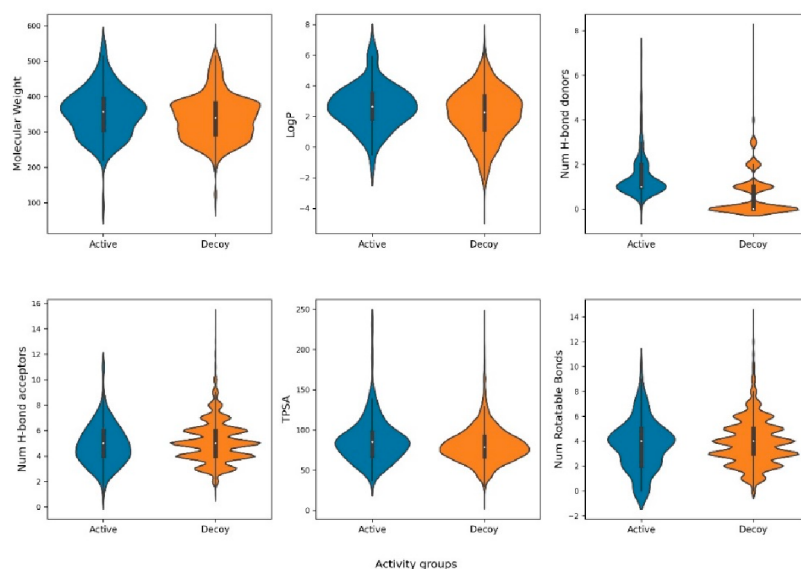 Molecular Weight
600
500
400
300
200
100
Active
Decoy
LogP
8
6
4
2
0
−2
−4
Active
Decoy
Num H-bond donors
8
6
4
2
0
Active
Decoy
Num H-bond acceptors
16
14
12
10
8
6
4
2
0
Active
Decoy
TPSA
250
200
150
100
50
0
Active
Decoy
Num Rotatable Bonds
14
12
10
8
6
4
2
0
−2
Active
Decoy
Activity groups